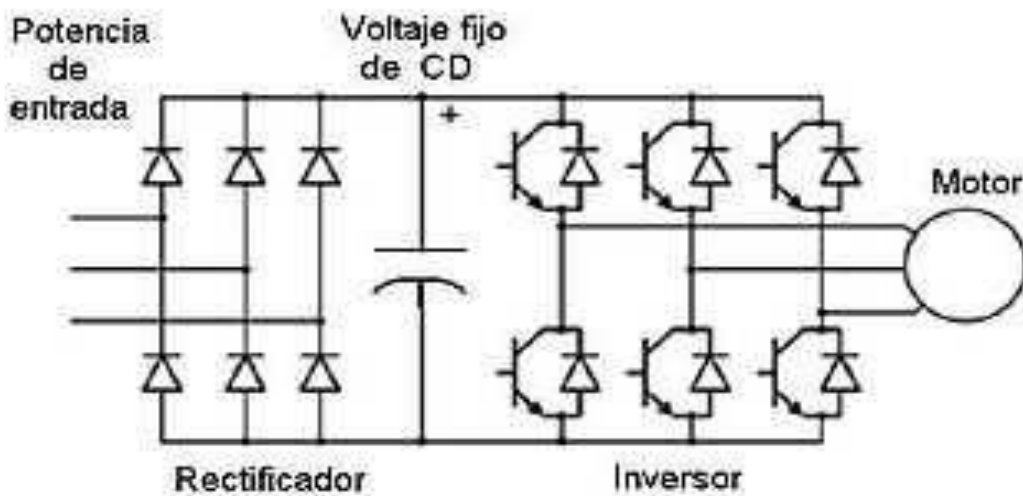 Potencia
de
entrada
Voltaje fijo
de CD
+
Motor
Rectificador
Inversor